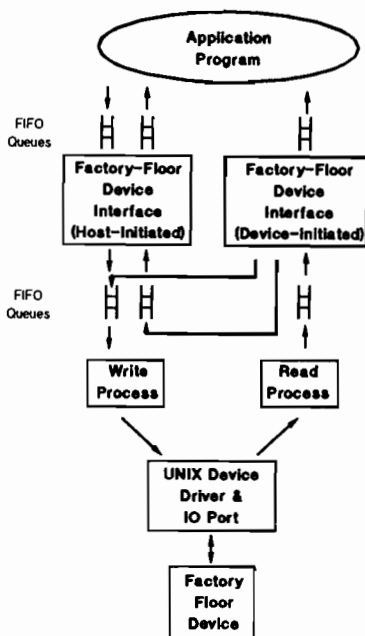 Application
Program
FIFO
Queues
Factory-Floor
Device
Interface
(Host-Initiated)
Factory-Floor
Device
Interface
(Device-Initiated)
FIFO
Queues
Write
Process
Read
Process
UNIX Device
Driver &
IO Port
Factory
Floor
Device